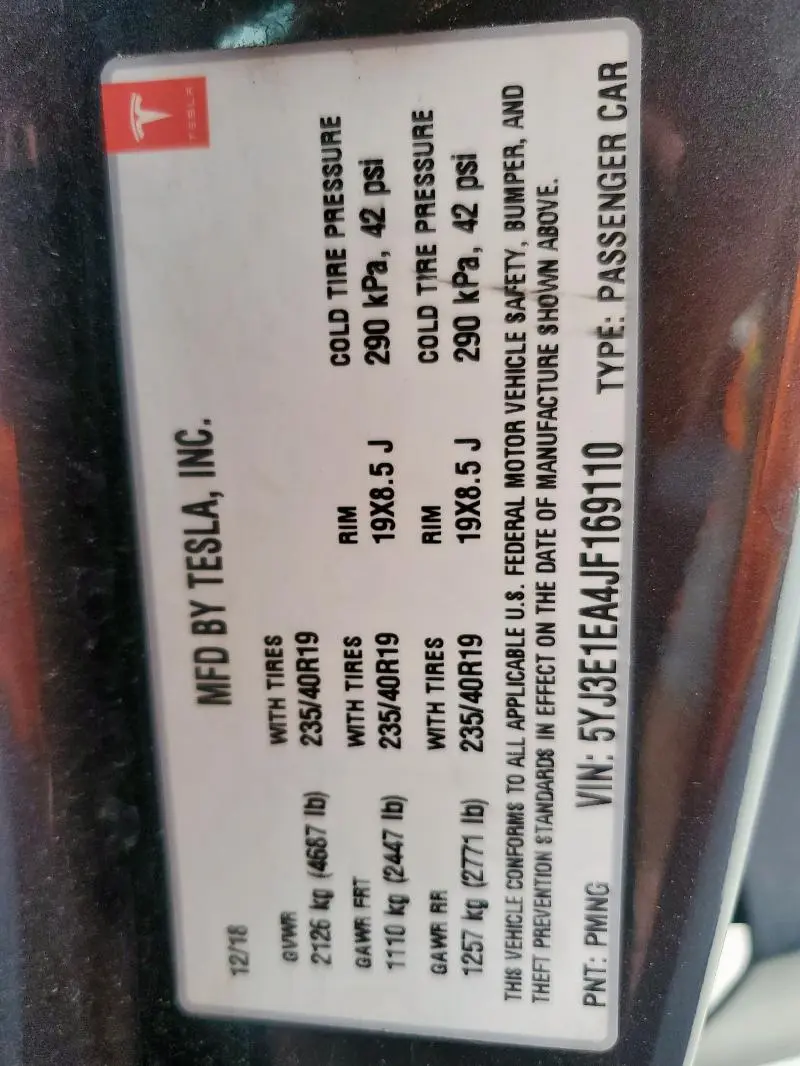 TESLA
MFD BY TESLA, INC.
12/18
GVWR WITH TIRES
2126 kg (4687 lb) 235/40R19
GAWR FRT WITH TIRES RIM COLD TIRE PRESSURE
1110 kg (2447 lb) 235/40R19 19X8.5 J 290 kPa, 42 psi
GAWR RR WITH TIRES RIM COLD TIRE PRESSURE
1257 kg (2771 lb) 235/40R19 19X8.5 J 290 kPa, 42 psi
THIS VEHICLE CONFORMS TO ALL APPLICABLE U.S. FEDERAL MOTOR VEHICLE SAFETY, BUMPER, AND
THEFT PREVENTION STANDARDS IN EFFECT ON THE DATE OF MANUFACTURE SHOWN ABOVE.
PNT: PMNG VIN: 5YJ3E1EA4JF169110 TYPE: PASSENGER CAR